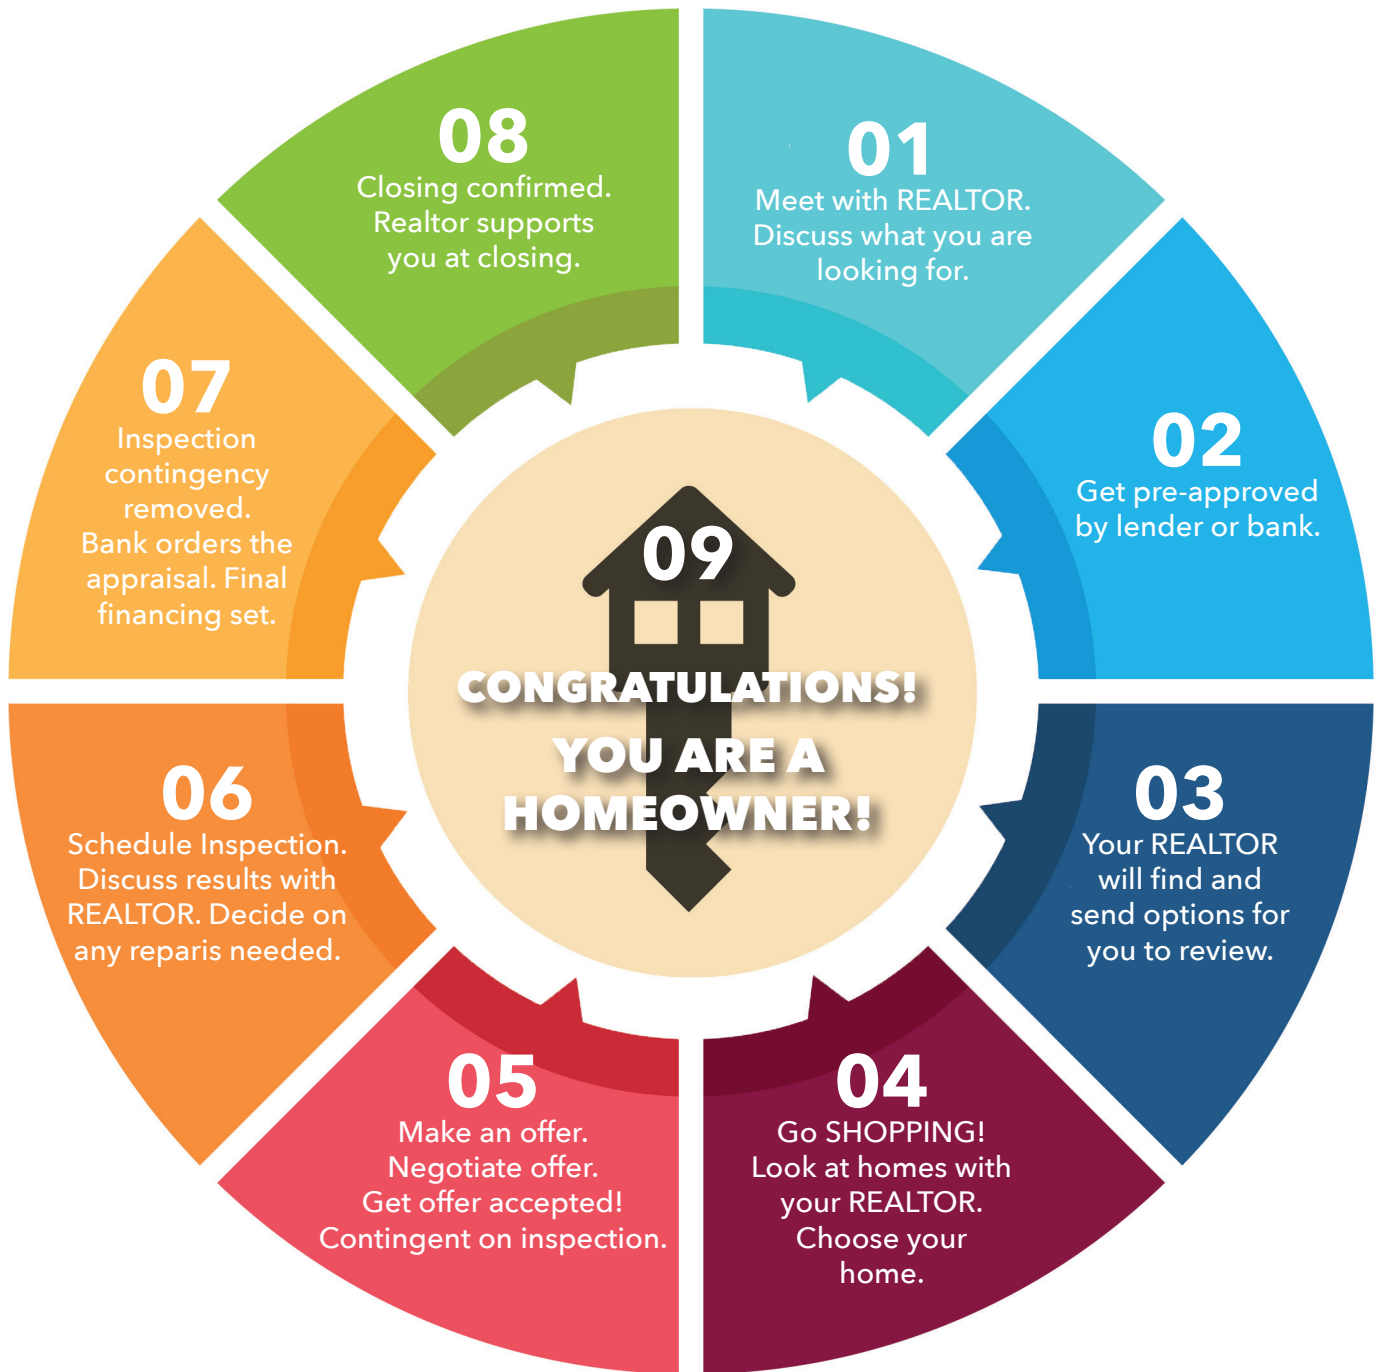 01
Meet with REALTOR.
Discuss what you are
looking for.
02
Get pre-approved
by lender or bank.
03
Your REALTOR
will find and
send options for
you to review.
04
Go SHOPPING!
Look at homes with
your REALTOR.
Choose your
home.
05
Make an offer.
Negotiate offer.
Get offer accepted!
Contingent on inspection.
06
Schedule Inspection.
Discuss results with
REALTOR. Decide on
any reparis needed.
07
Inspection
contingency
removed.
Bank orders the
appraisal. Final
financing set.
08
Closing confirmed.
Realtor supports
you at closing.
09
CONGRATULATIONS!
YOU ARE A
HOMEOWNER!